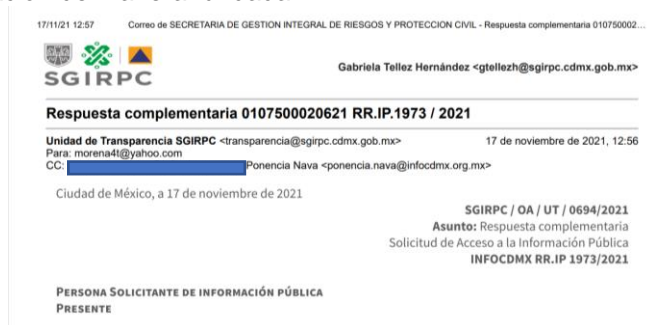 17/11/21 12:57 Correo de SECRETARIA DE GESTION INTEGRAL DE RIESGOS Y PROTECCION CIVIL - Respuesta complementaria 010750002...
SGIRPC
Gabriela Tellez Hernández <gtellezh@sgirpc.cdmx.gob.mx>
Respuesta complementaria 0107500020621 RR.IP.1973 / 2021
Unidad de Transparencia SGIRPC <transparencia@sgirpc.cdmx.gob.mx> 17 de noviembre de 2021, 12:56
Para: morena4t@yahoo.com
CC: Ponencia Nava <ponencia.nava@infocdmx.org.mx>
Ciudad de México, a 17 de noviembre de 2021
SGIRPC / OA / UT / 0694/2021
Asunto: Respuesta complementaria
Solicitud de Acceso a la Información Pública
INFOCDMX RR.IP 1973/2021
PERSONA SOLICITANTE DE INFORMACIÓN PÚBLICA
PRESENTE